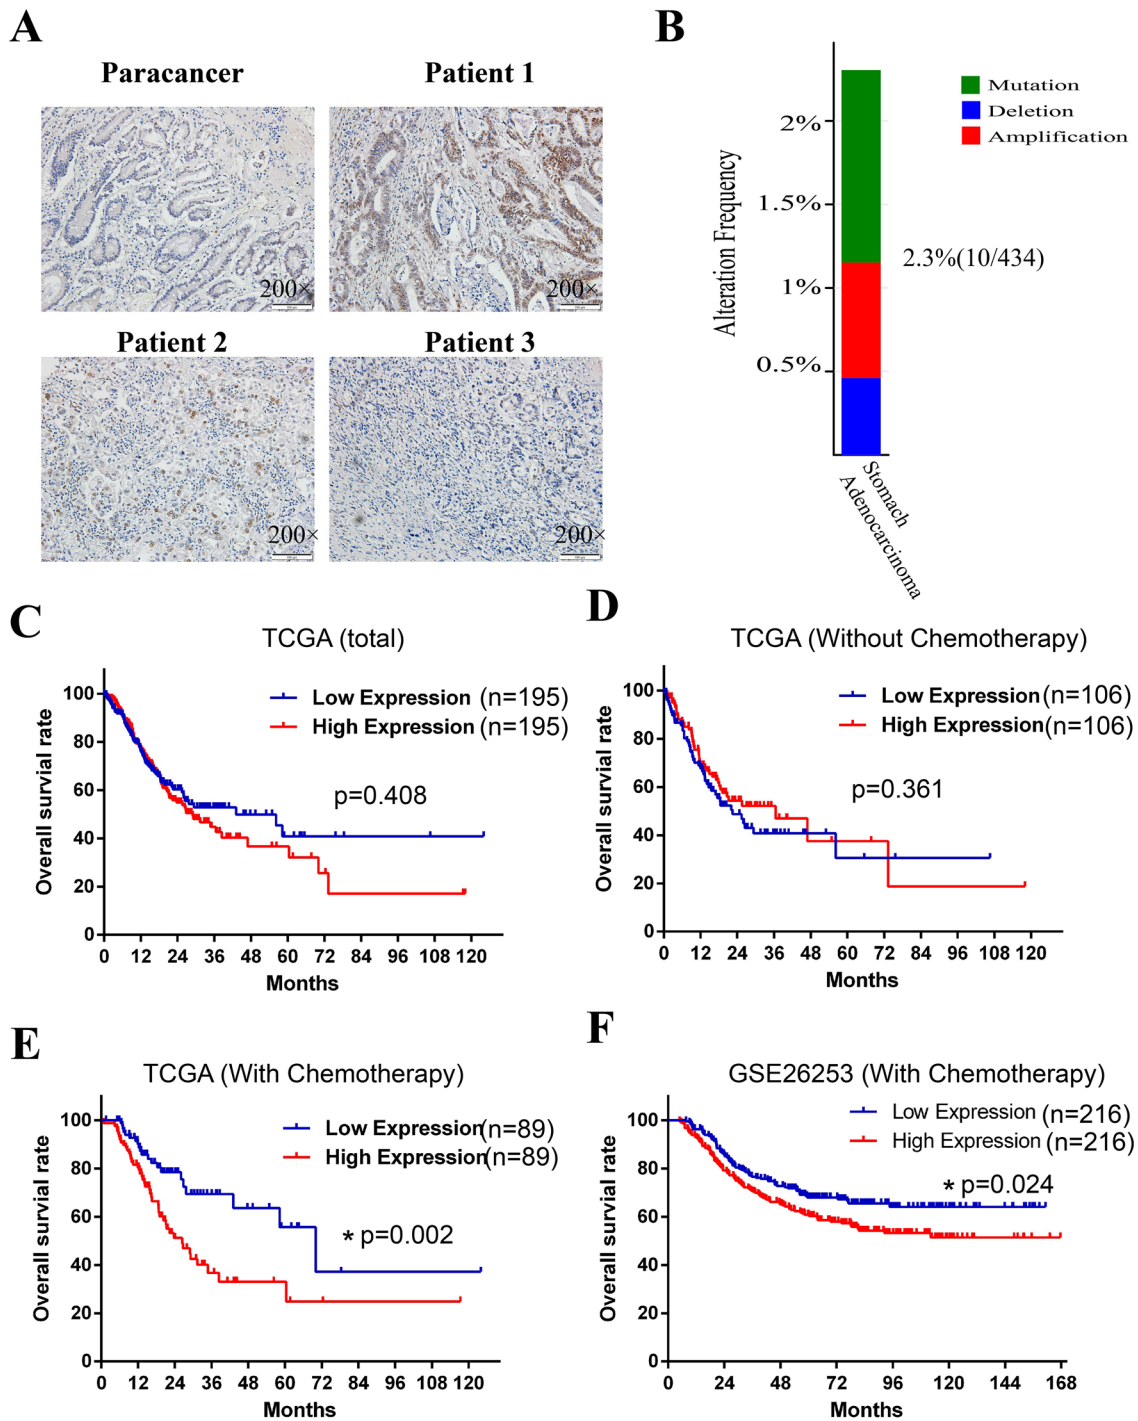 A
Paracancer
Patient 1
200×
200×
Patient 2
Patient 3
200×
200×
B
Alteration Frequency
2%
1.5%
1%
0.5%
Mutation
Deletion
Amplification
2.3%(10/434)
Stomach
Adenocarcinoma
C
TCGA (total)
Overall survial rate
100
80
60
40
20
0
Low Expression (n=195)
High Expression (n=195)
p=0.408
0 12 24 36 48 60 72 84 96 108 120
Months
D
TCGA (Without Chemotherapy)
Overall survial rate
100
80
60
40
20
0
Low Expression (n=106)
High Expression (n=106)
p=0.361
0 12 24 36 48 60 72 84 96 108 120
Months
E
TCGA (With Chemotherapy)
Overall survial rate
100
80
60
40
20
0
Low Expression (n=89)
High Expression (n=89)
* p=0.002
0 12 24 36 48 60 72 84 96 108 120
Months
F
GSE26253 (With Chemotherapy)
Overall survial rate
100
80
60
40
20
0
Low Expression (n=216)
High Expression (n=216)
* p=0.024
0 24 48 72 96 120 144 168
Months